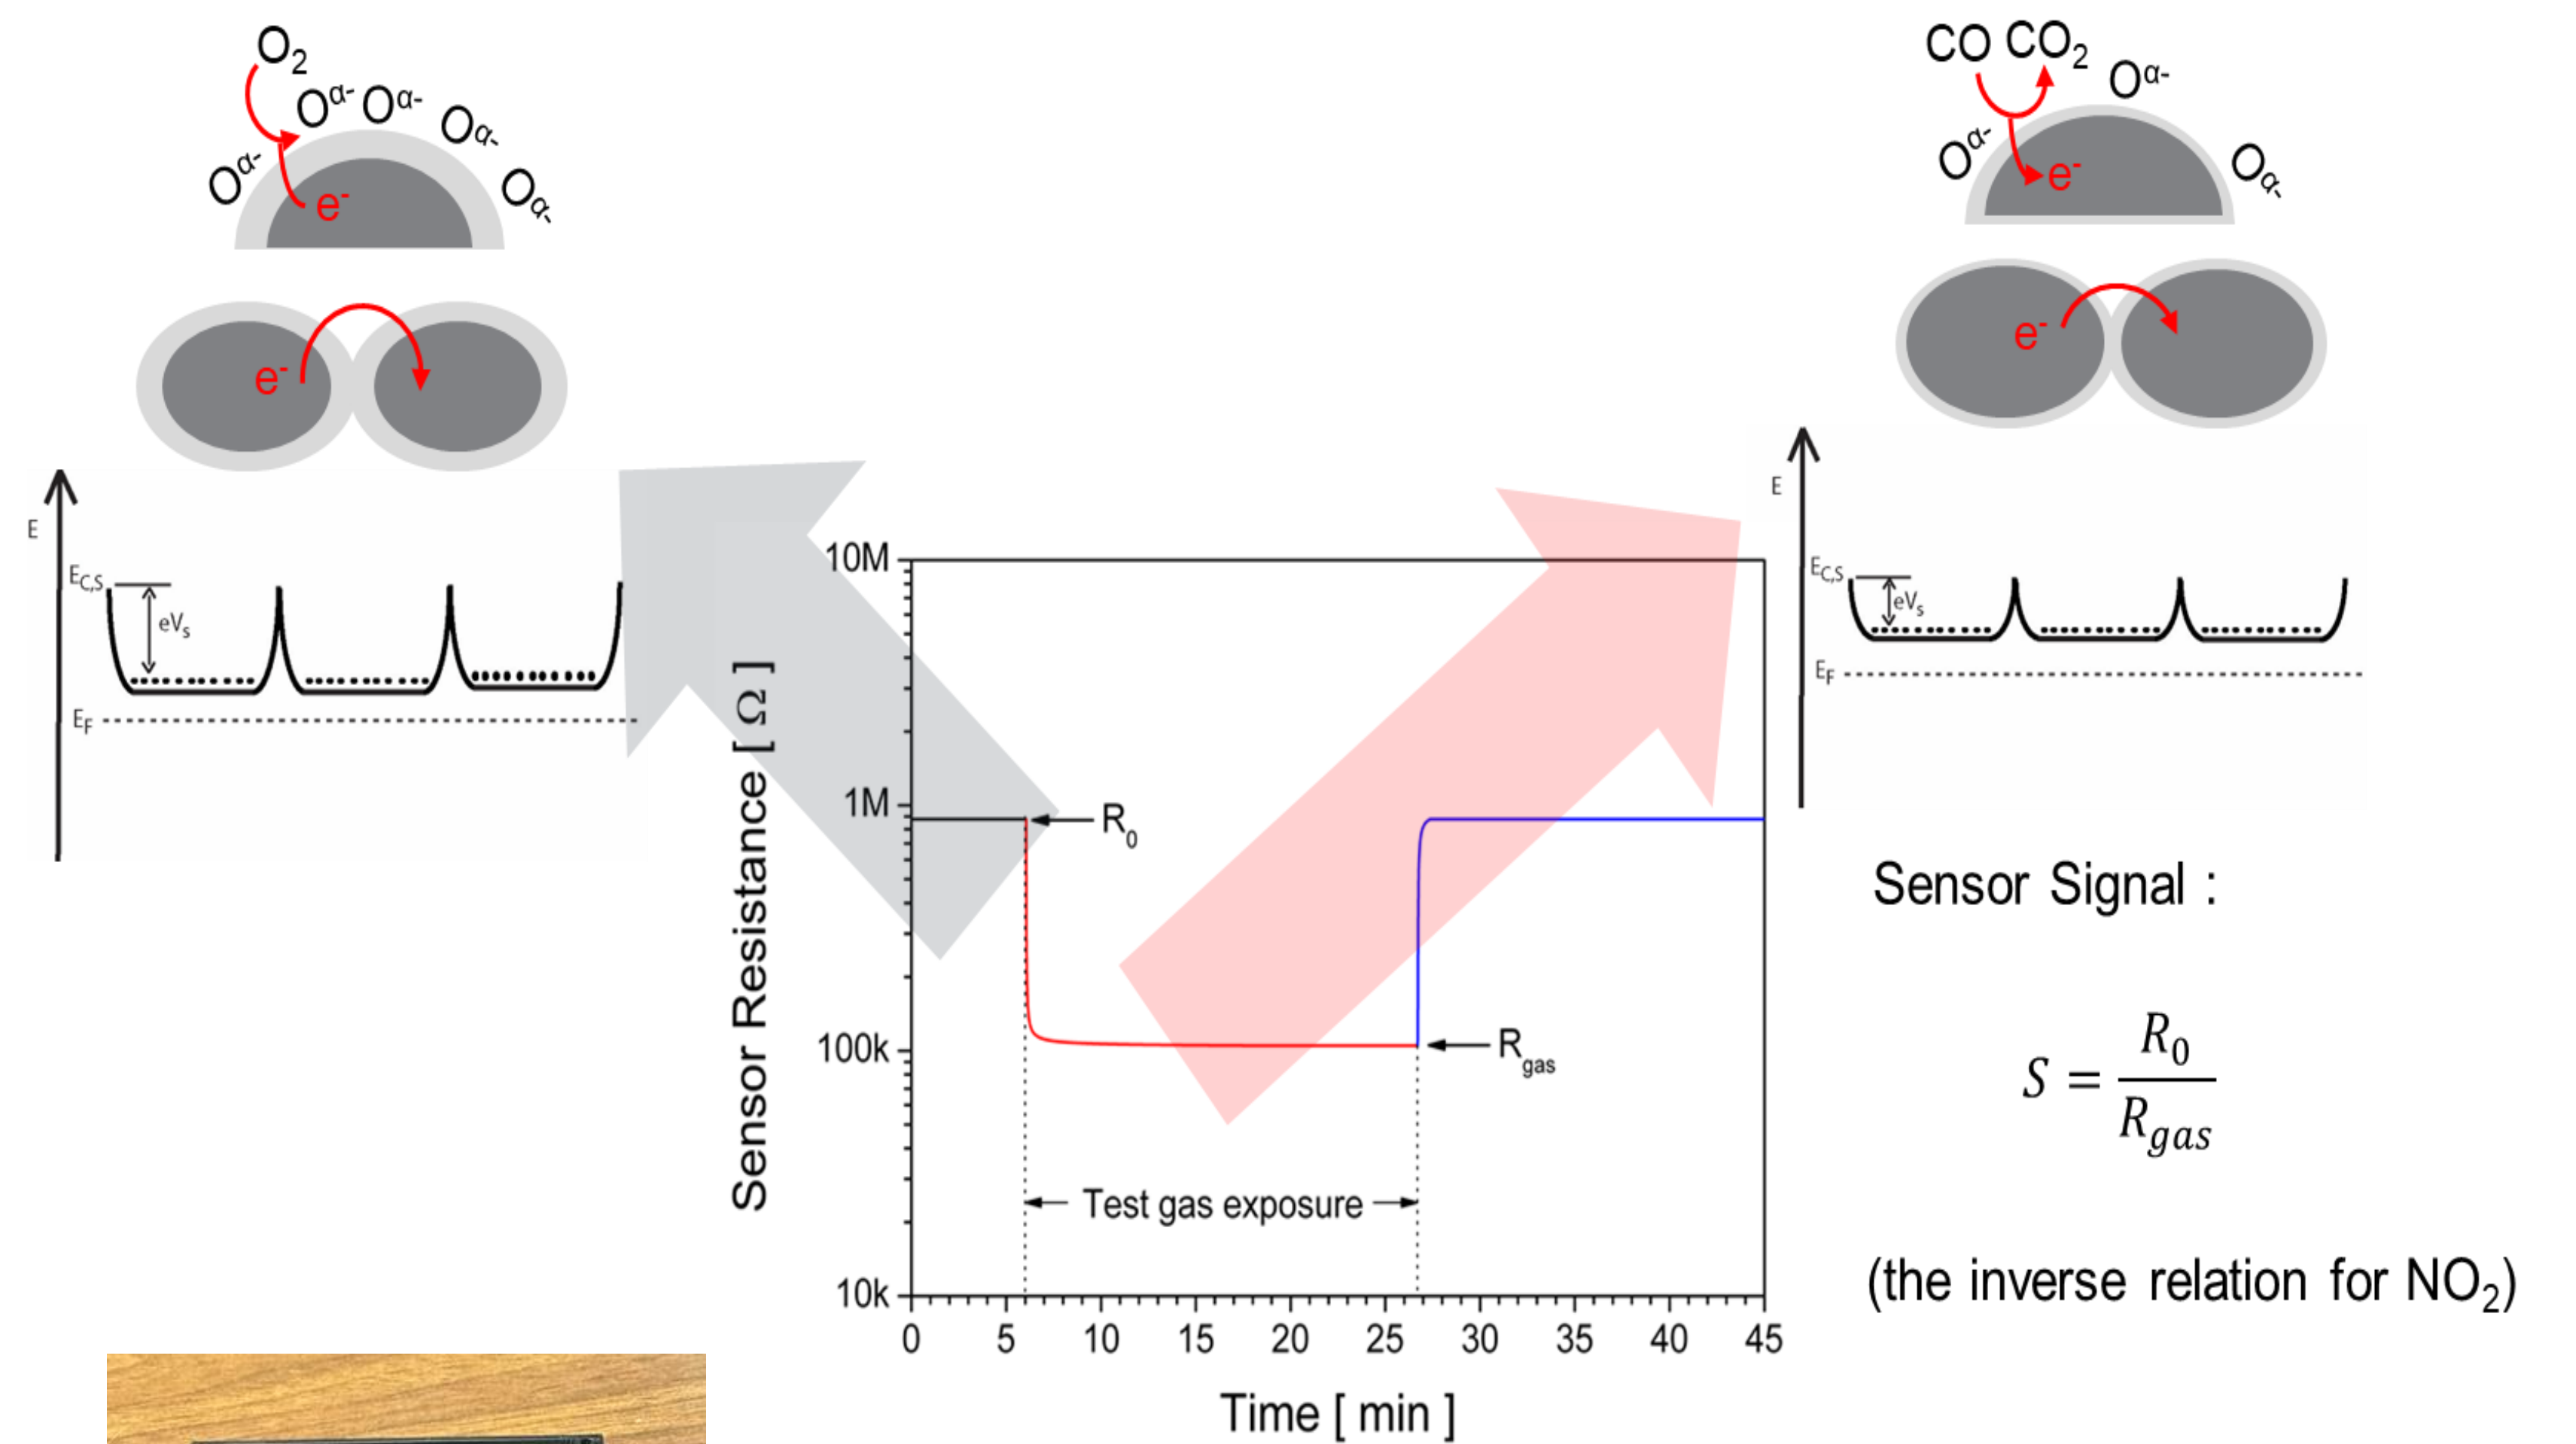 O₂
Oα- Oα- Oα- Oα- Oα-
e-
e-
E
EC,S
eVs
EF
CO CO₂
Oα- Oα- Oα-
e-
e-
E
EC,S
eVs
EF
Sensor Resistance [ Ω ]
10M
1M
100k
10k
R₀
Rgas
Test gas exposure
0 5 10 15 20 25 30 35 40 45
Time [ min ]
Sensor Signal :
S = R₀ / Rgas
(the inverse relation for NO₂)